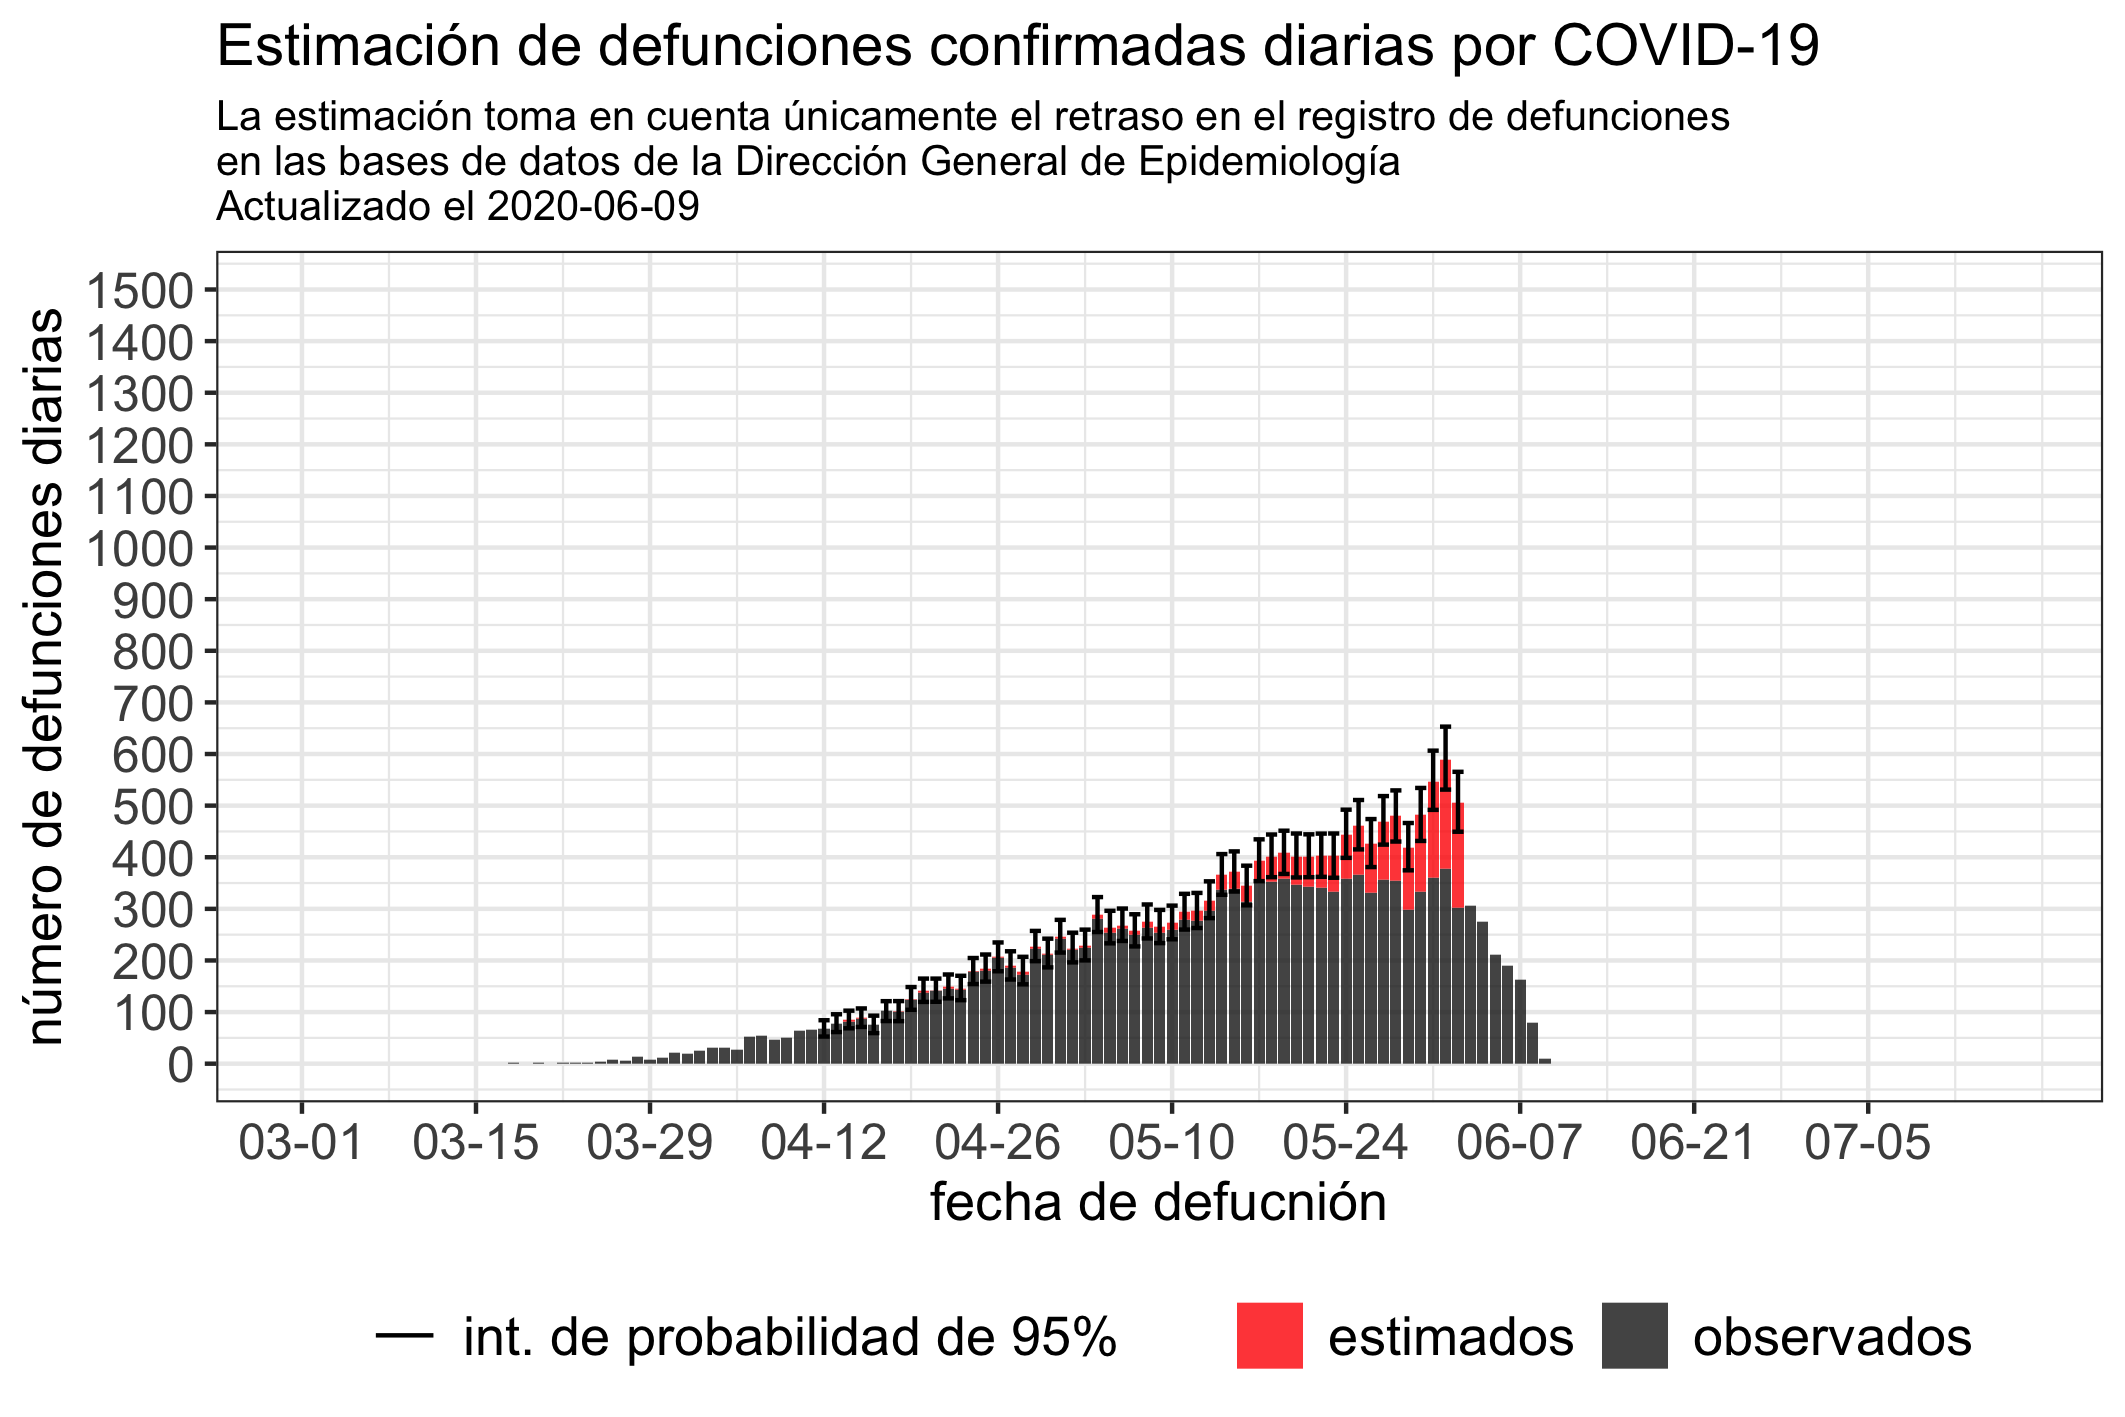 Estimación de defunciones confirmadas diarias por COVID-19
La estimación toma en cuenta únicamente el retraso en el registro de defunciones
en las bases de datos de la Dirección General de Epidemiología
Actualizado el 2020-06-09
número de defunciones diarias
1500
1400
1300
1200
1100
1000
900
800
700
600
500
400
300
200
100
0
03-01 03-15 03-29 04-12 04-26 05-10 05-24 06-07 06-21 07-05
fecha de defucnión
int. de probabilidad de 95% estimados observados